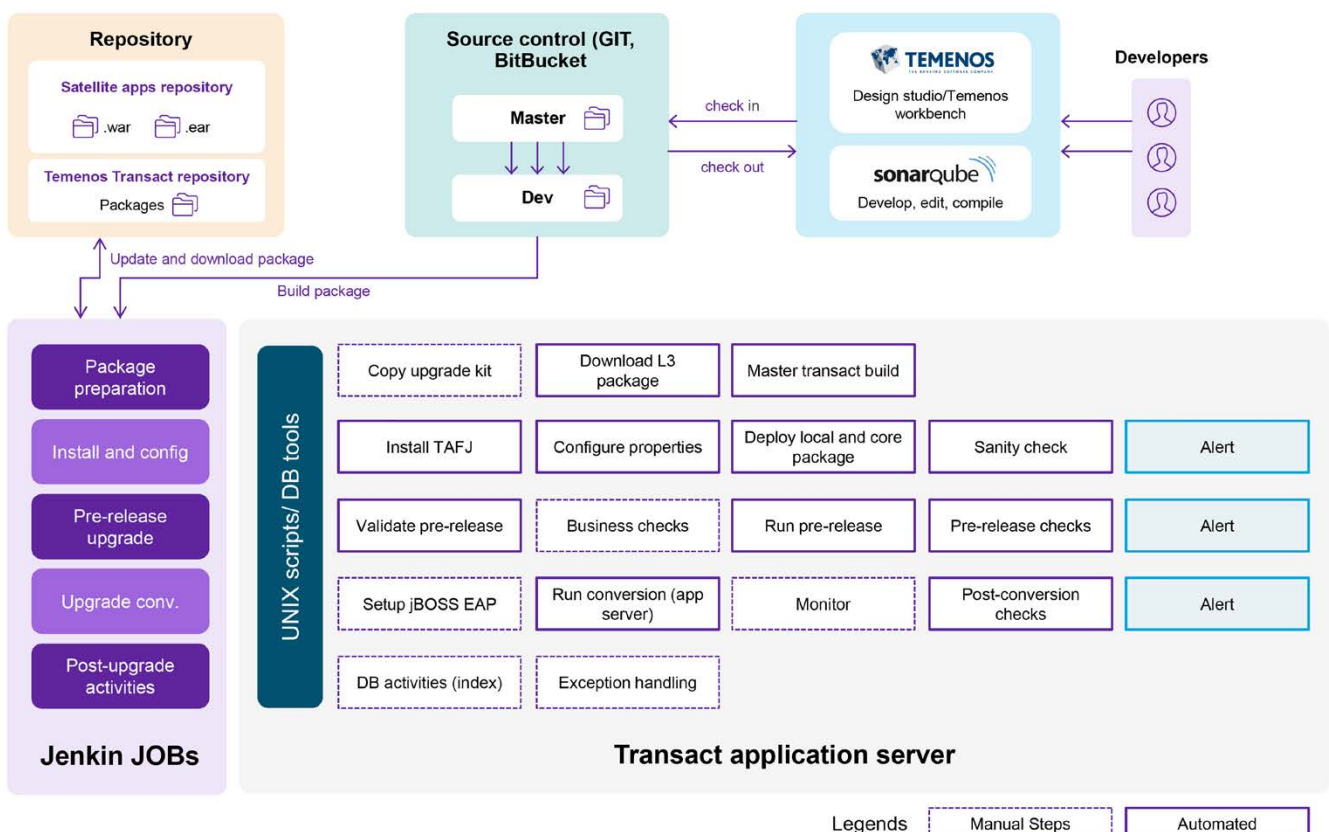 Repository
Satellite apps repository
.war
.ear
Temenos Transact repository
Packages
Source control (GIT,
BitBucket
Master
Dev
check in
check out
TEMENOS
THE BANKING SOFTWARE COMPANY
Design studio/Temenos
workbench
sonarqube
Develop, edit, compile
Developers
Update and download package
Build package
Package
preparation
Install and config
Pre-release
upgrade
Upgrade conv.
Post-upgrade
activities
Jenkin JOBs
UNIX scripts/ DB tools
Copy upgrade kit
Download L3
package
Master transact build
Install TAFJ
Configure properties
Deploy local and core
package
Sanity check
Alert
Validate pre-release
Business checks
Run pre-release
Pre-release checks
Alert
Setup jBOSS EAP
Run conversion (app
server)
Monitor
Post-conversion
checks
Alert
DB activities (index)
Exception handling
Transact application server
Legends
Manual Steps
Automated